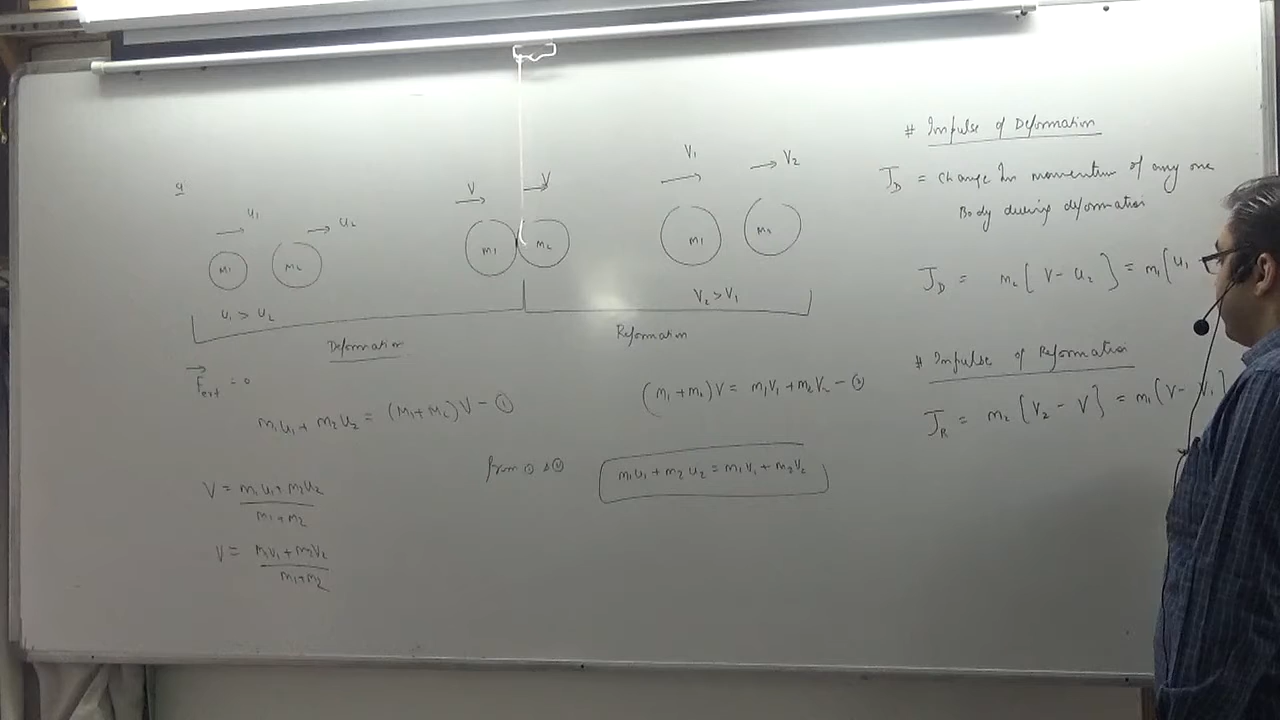 q
u₁
u₂
m₁
m₂
u₁ > u₂
V
V
m₁
m₂
V₁
V₂
m₁
m₂
V₂ > V₁
Deformation
Reformation
F⃗ext = 0
m₁u₁ + m₂u₂ = (m₁+m₂)V - ①
(m₁+m₂)V = m₁V₁ + m₂V₂ - ②
from ① & ②
m₁u₁ + m₂u₂ = m₁V₁ + m₂V₂
V = m₁u₁ + m₂u₂
m₁+m₂
V = m₁v₁ + m₂v₂
m₁+m₂
# Impulse of Deformation
J_D = change in momentum of any one
Body during deformation
J_D = m₂[V - u₂] = m₁[u₁
# Impulse of Reformation
J_R = m₂[V₂ - V] = m₁(V - V₁]